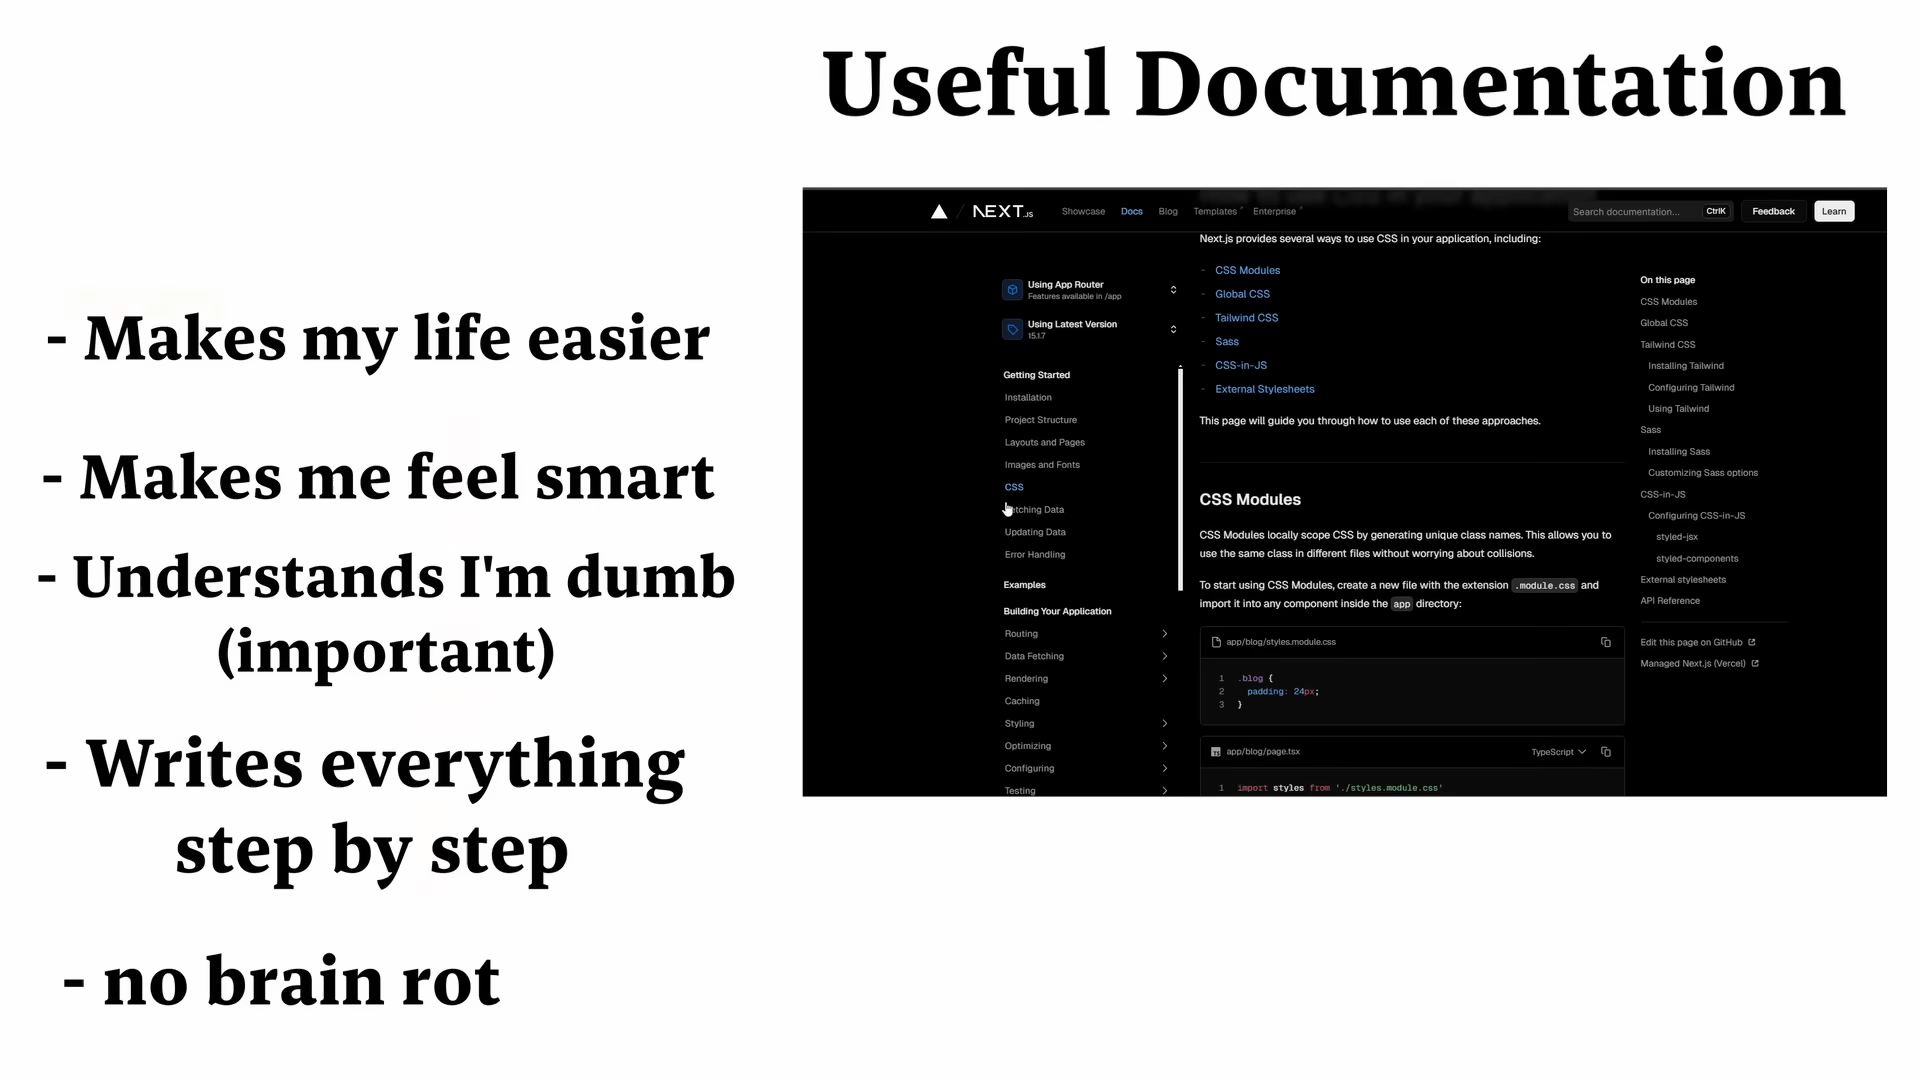 Useful Documentation
- Makes my life easier
- Makes me feel smart
- Understands I'm dumb
(important)
- Writes everything
step by step
- no brain rot
NEXT.JS
Showcase
Docs
Blog
Templates
Enterprise
Search documentation...
CtrlK
Feedback
Learn
Using App Router
Features available in /app
Using Latest Version
15.1.7
Getting Started
Installation
Project Structure
Layouts and Pages
Images and Fonts
CSS
Updating Data
Error Handling
Examples
Building Your Application
Routing
Data Fetching
Rendering
Caching
Styling
Optimizing
Configuring
Testing
Next.js provides several ways to use CSS in your application, including:
- CSS Modules
- Global CSS
- Tailwind CSS
- Sass
- CSS-in-JS
- External Stylesheets
This page will guide you through how to use each of these approaches.
CSS Modules
CSS Modules locally scope CSS by generating unique class names. This allows you to
use the same class in different files without worrying about collisions.
To start using CSS Modules, create a new file with the extension .module.css and
import it into any component inside the app directory:
app/blog/styles.module.css
1 .blog {
2 padding: 24px;
3 }
app/blog/page.tsx
TypeScript
1 import styles from './styles.module.css'
On this page
CSS Modules
Global CSS
Tailwind CSS
Installing Tailwind
Configuring Tailwind
Using Tailwind
Sass
Installing Sass
Customizing Sass options
CSS-in-JS
Configuring CSS-in-JS
styled-jsx
styled-components
External stylesheets
API Reference
Edit this page on GitHub
Managed Next.js (Vercel)